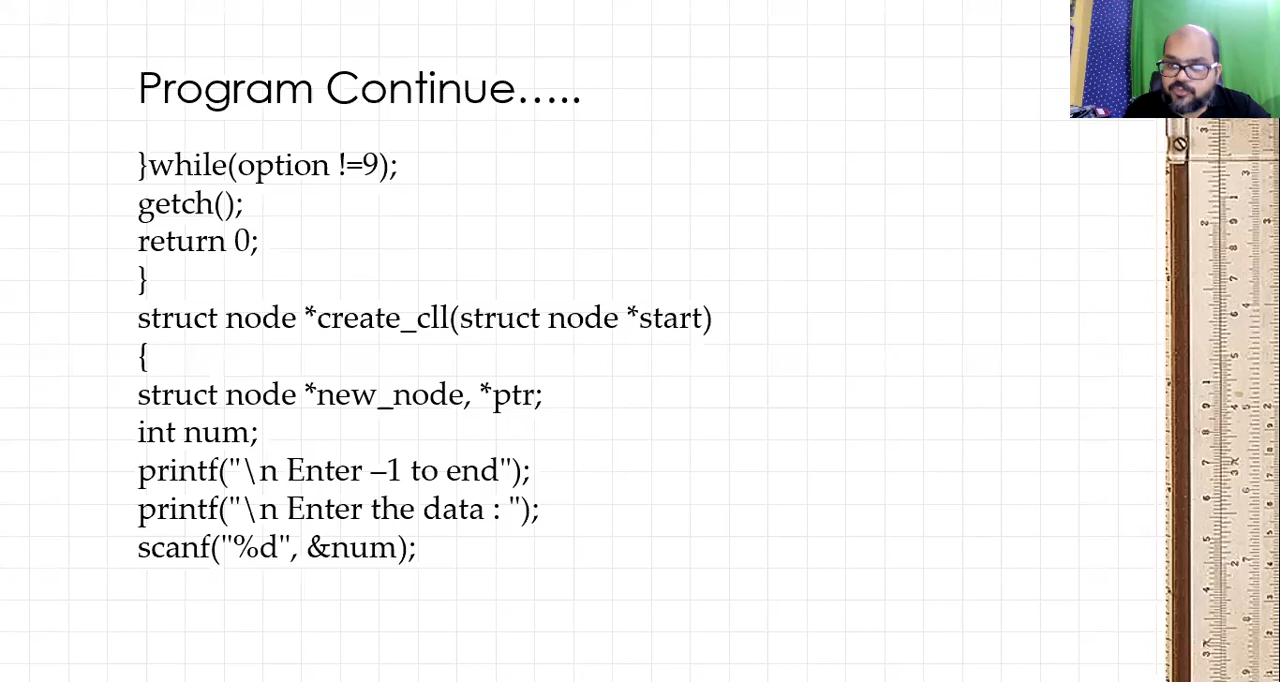 Program Continue.....
}while(option !=9);
getch();
return 0;
}
struct node *create_cll(struct node *start)
{
struct node *new_node, *ptr;
int num;
printf("\n Enter –1 to end");
printf("\n Enter the data : ");
scanf("%d", &num);